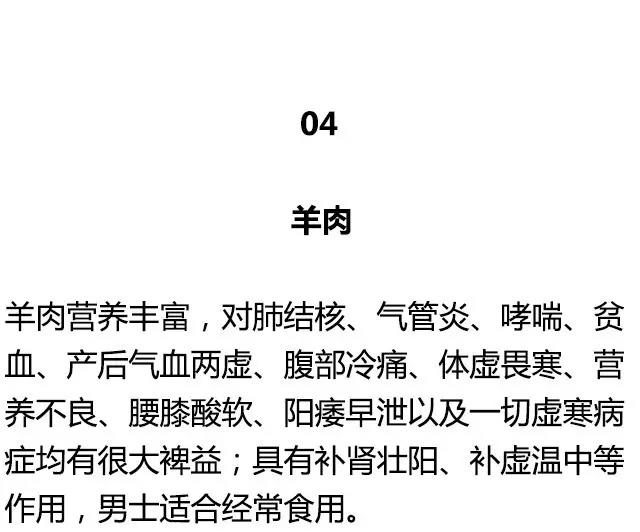 04
羊肉
羊肉营养丰富，对肺结核、气管炎、哮喘、贫
血、产后气血两虚、腹部冷痛、体虚畏寒、营
养不良、腰膝酸软、阳痿早泄以及一切虚寒病
症均有很大裨益；具有补肾壮阳、补虚温中等
作用，男士适合经常食用。